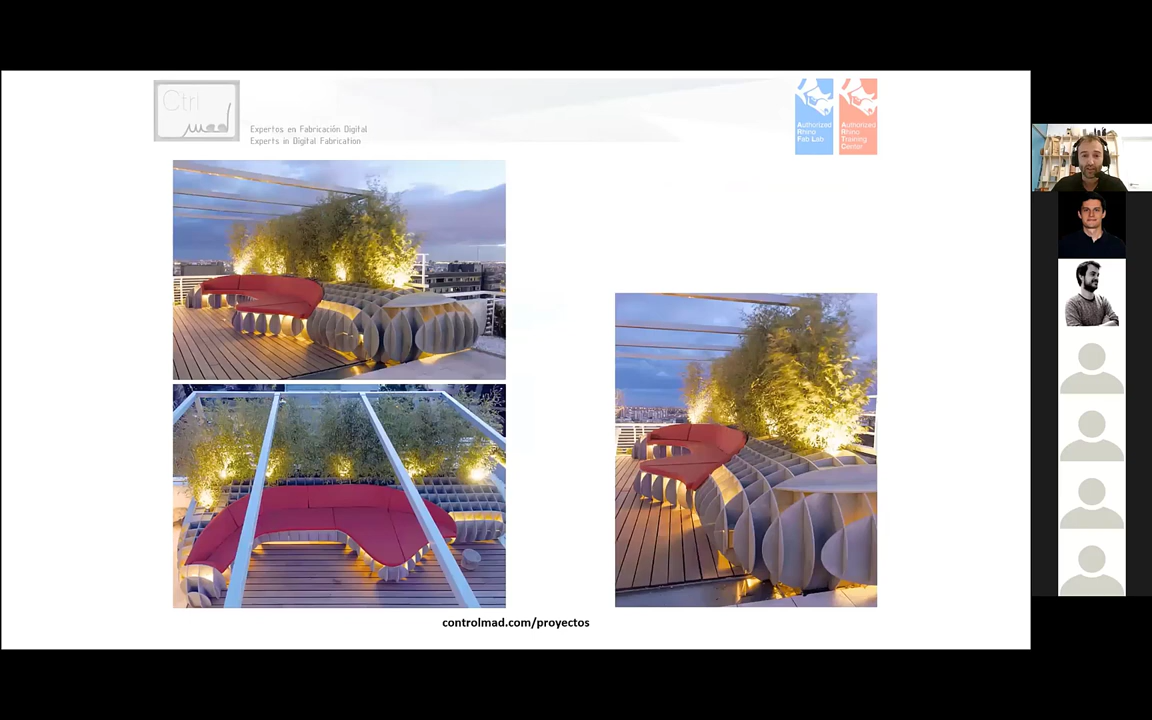 Ctrl
mad
Expertos en Fabricación Digital
Experts in Digital Fabrication
Authorized
Rhino
Fab Lab
Authorized
Rhino
Training
Center
controlmad.com/proyectos